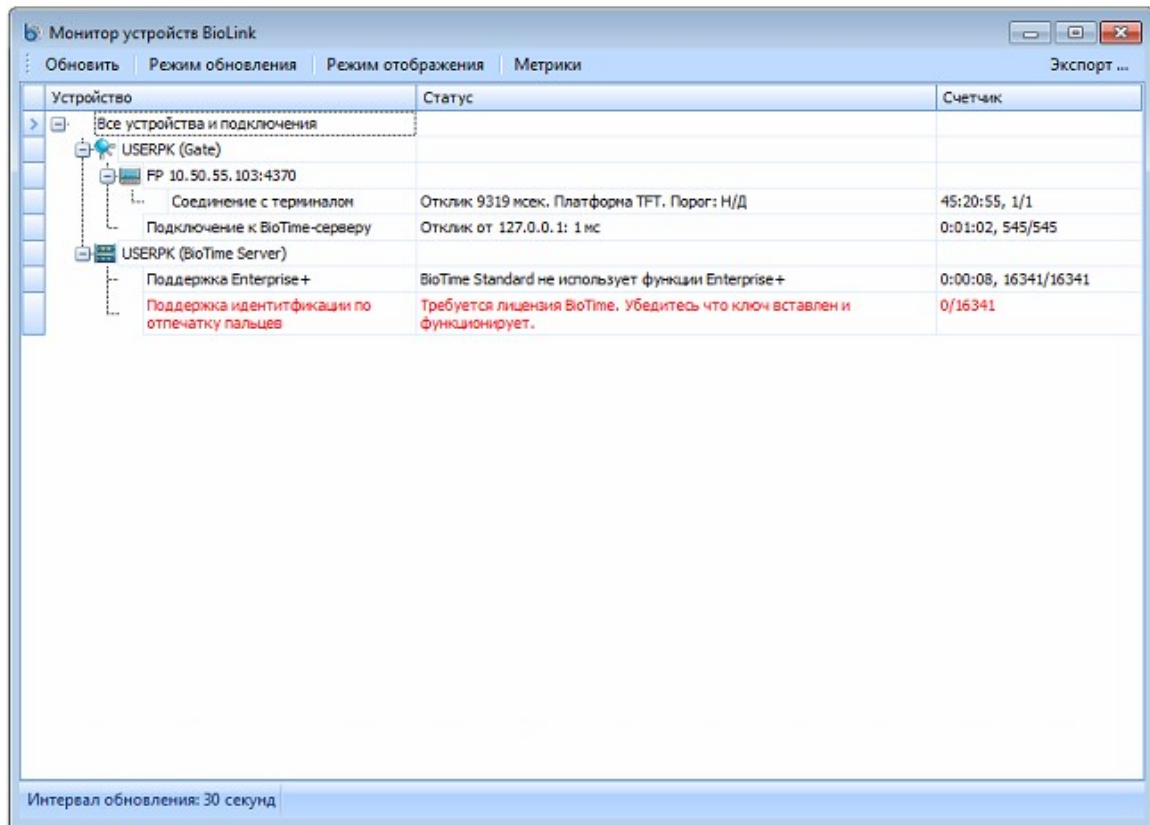 Монитор устройств BioLink
Обновить Режим обновления Режим отображения Метрики Экспорт ...
Устройство Статус Счетчик
Все устройства и подключения
USERPK (Gate)
FP 10.50.55.103:4370
Соединение с терминалом Отклик 9319 мсек. Платформа TFT. Порог: Н/Д 45:20:55, 1/1
Подключение к BioTime-серверу Отклик от 127.0.0.1: 1 мс 0:01:02, 545/545
USERPK (BioTime Server)
Поддержка Enterprise+ BioTime Standard не использует функции Enterprise+ 0:00:08, 16341/16341
Поддержка идентитфикации по Требуется лицензия BioTime. Убедитесь что ключ вставлен и 0/16341
отпечатку пальцев функционирует.
Интервал обновления: 30 секунд